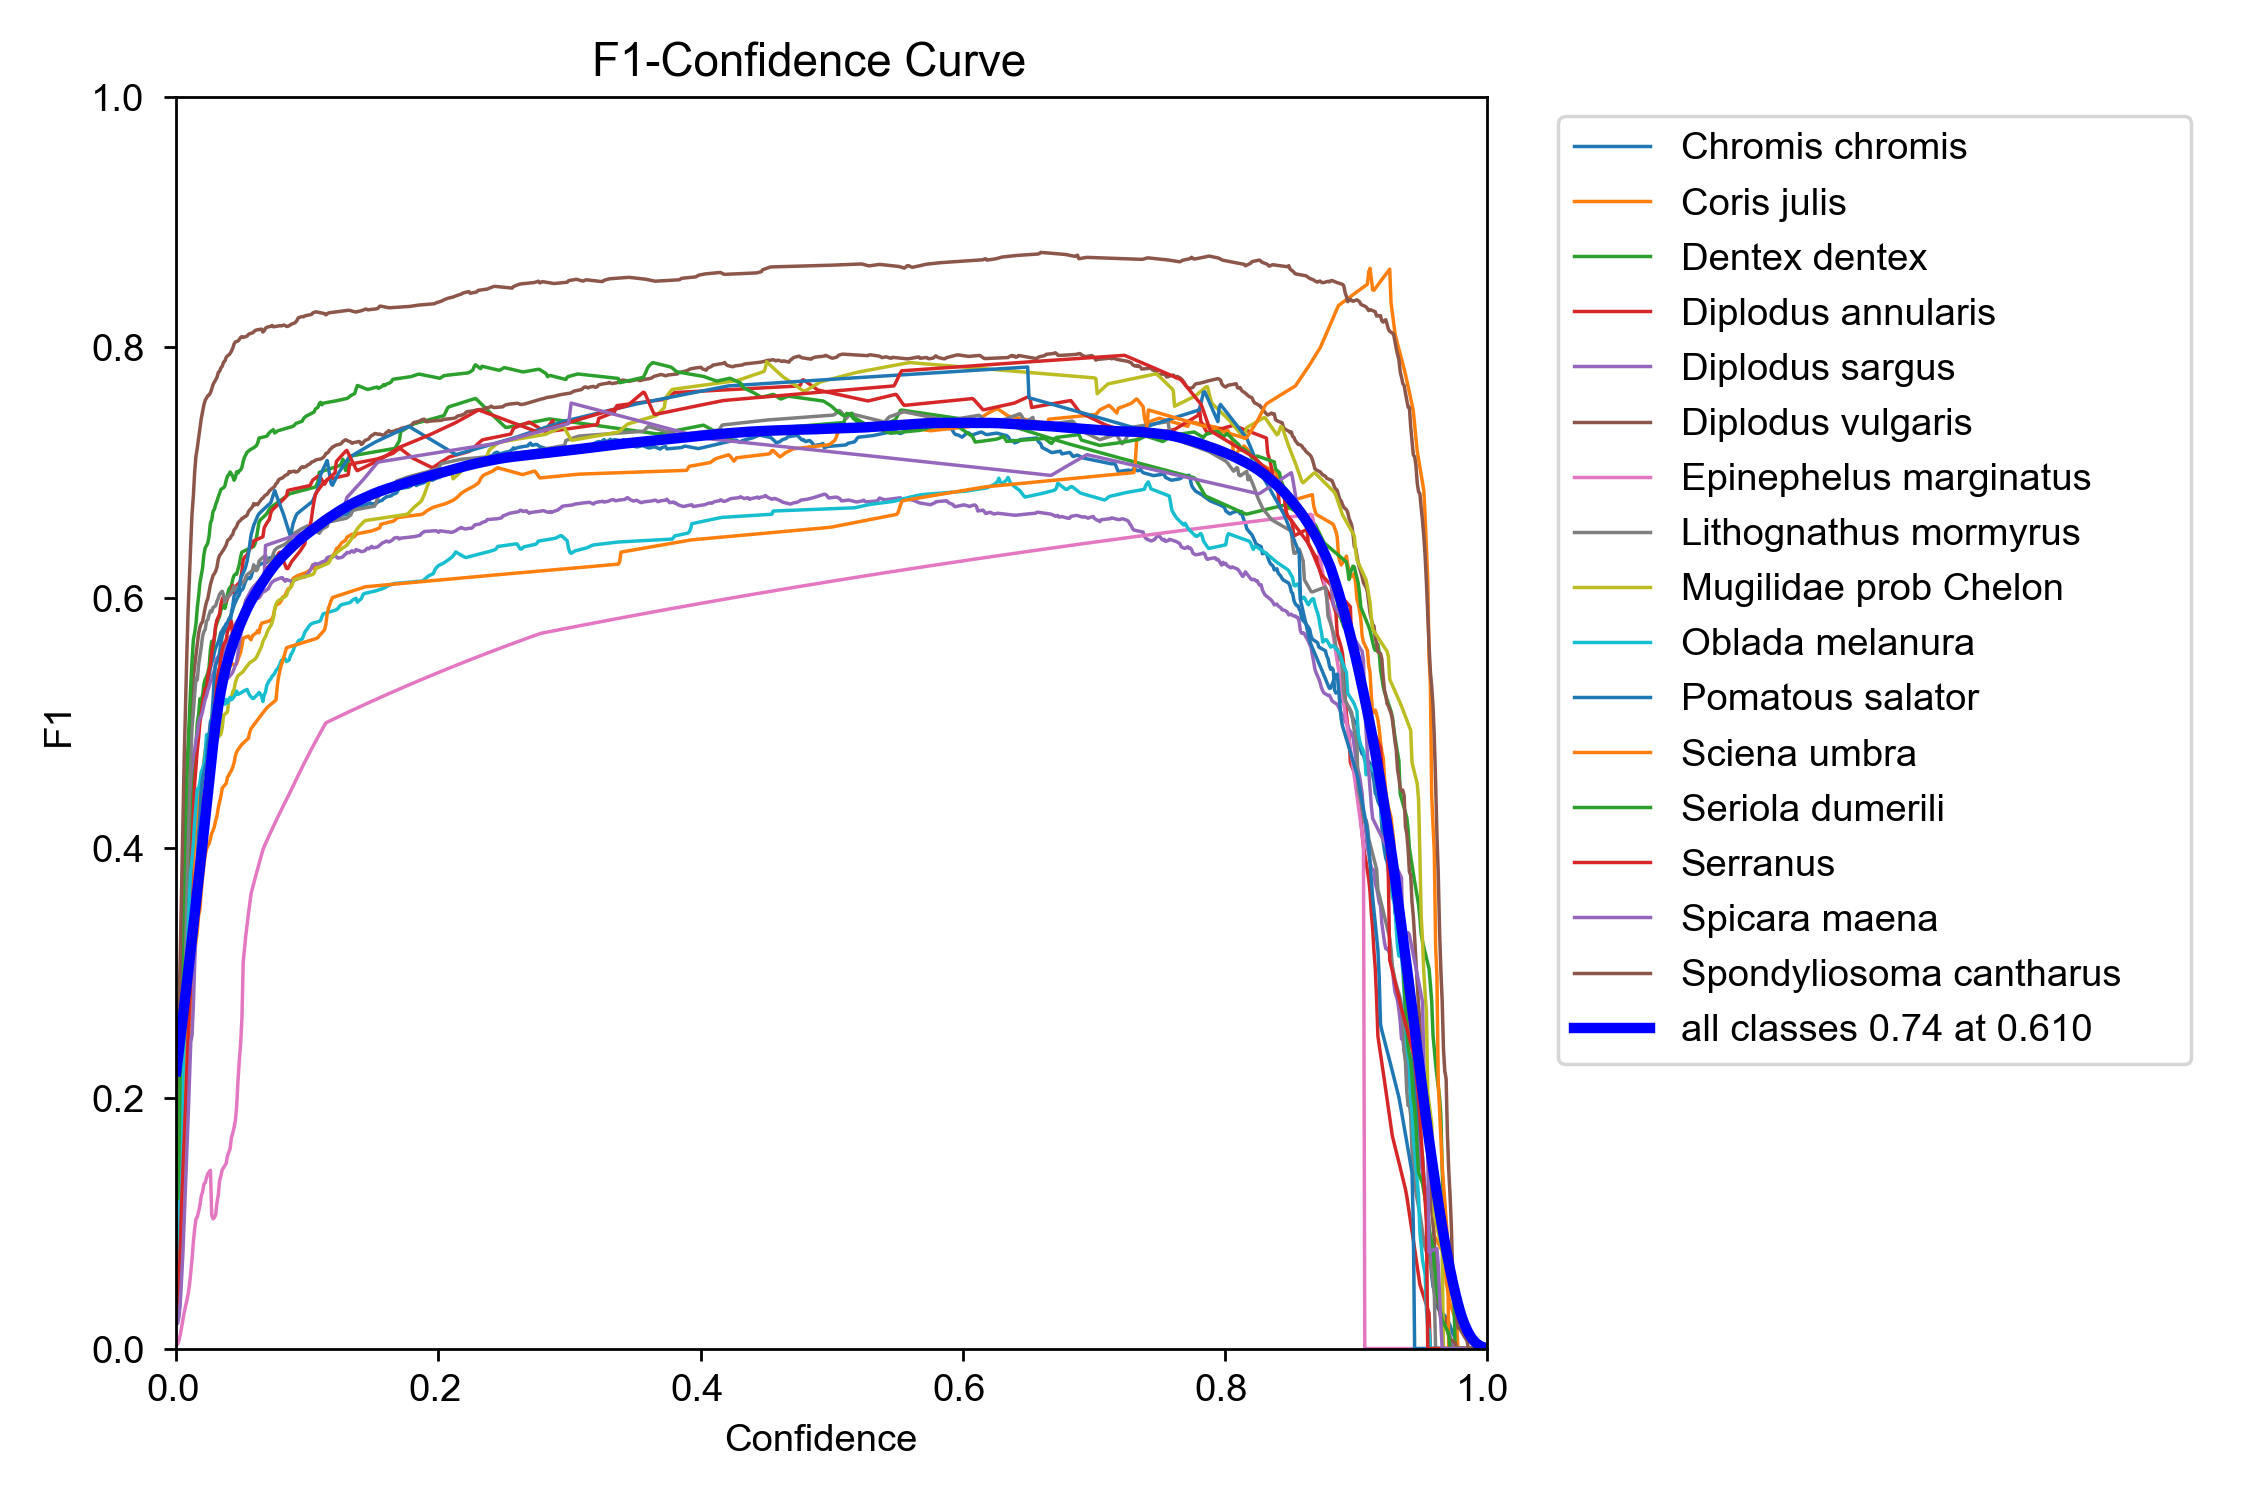 F1-Confidence Curve
1.0
0.8
0.6
0.4
0.2
0.0
F1
0.0 0.2 0.4 0.6 0.8 1.0
Confidence
Chromis chromis
Coris julis
Dentex dentex
Diplodus annularis
Diplodus sargus
Diplodus vulgaris
Epinephelus marginatus
Lithognathus mormyrus
Mugilidae prob Chelon
Oblada melanura
Pomatous salator
Sciena umbra
Seriola dumerili
Serranus
Spicara maena
Spondyliosoma cantharus
all classes 0.74 at 0.610